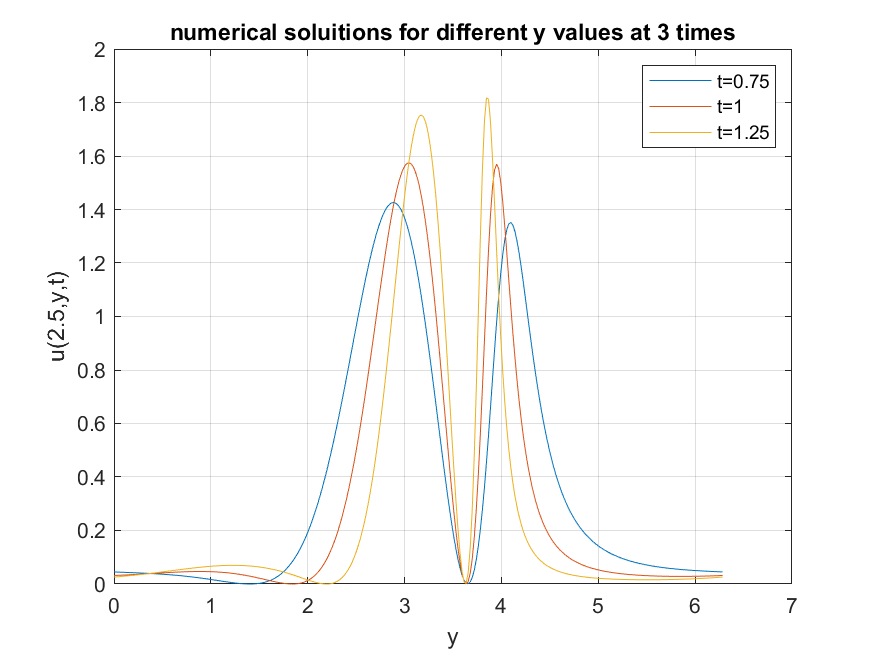 numerical soluitions for different y values at 3 times
2
1.8
1.6
1.4
1.2
1
0.8
0.6
0.4
0.2
0
u(2.5,y,t)
t=0.75
t=1
t=1.25
0 1 2 3 4 5 6 7
y